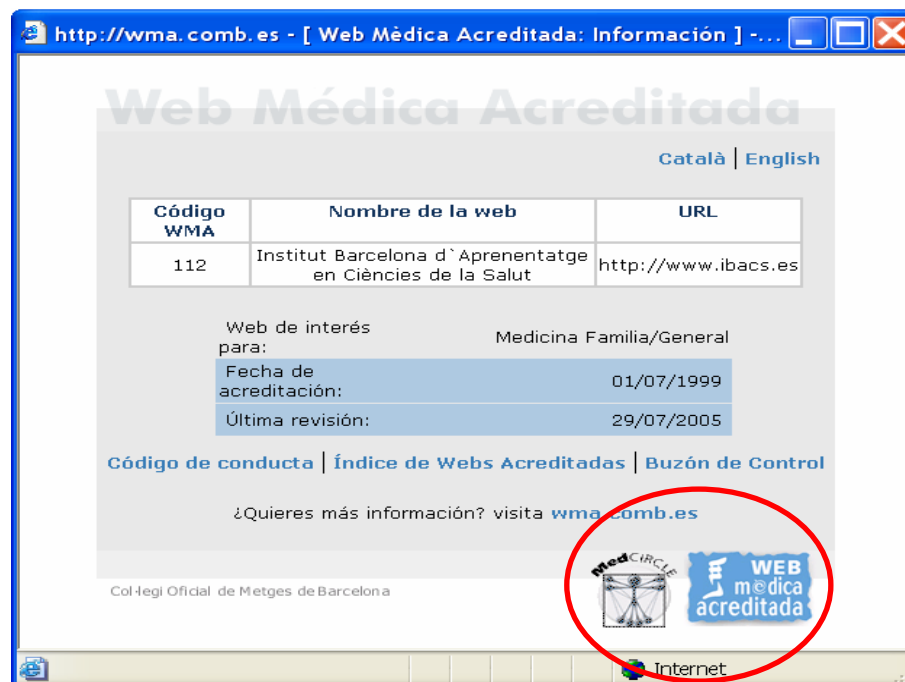 http://wma.comb.es - [ Web Mèdica Acreditada: Información ] -...
Web Médica Acreditada
Català | English
Código WMA
Nombre de la web
URL
112
Institut Barcelona d`Aprenentatge
en Ciències de la Salut
http://www.ibacs.es
Web de interés
para:
Medicina Familia/General
Fecha de
acreditación:
01/07/1999
Última revisión:
29/07/2005
Código de conducta | Índice de Webs Acreditadas | Buzón de Control
¿Quieres más información? visita wma.comb.es
MedCIRCLE
WEB
m@dica
acreditada
Col·legi Oficial de Metges de Barcelona
Internet